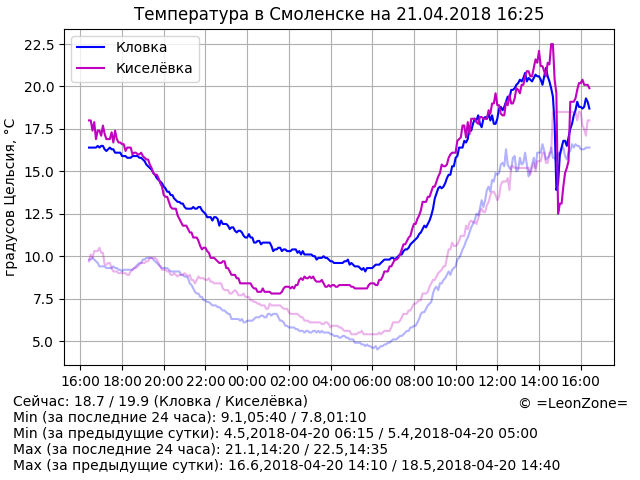 Температура в Смоленске на 21.04.2018 16:25
Кловка
Киселёвка
градусов Цельсия, °C
22.5
20.0
17.5
15.0
12.5
10.0
7.5
5.0
16:00 18:00 20:00 22:00 00:00 02:00 04:00 06:00 08:00 10:00 12:00 14:00 16:00
Сейчас: 18.7 / 19.9 (Кловка / Киселёвка)
© =LeonZone=
Min (за последние 24 часа): 9.1,05:40 / 7.8,01:10
Min (за предыдущие сутки): 4.5,2018-04-20 06:15 / 5.4,2018-04-20 05:00
Max (за последние 24 часа): 21.1,14:20 / 22.5,14:35
Max (за предыдущие сутки): 16.6,2018-04-20 14:10 / 18.5,2018-04-20 14:40